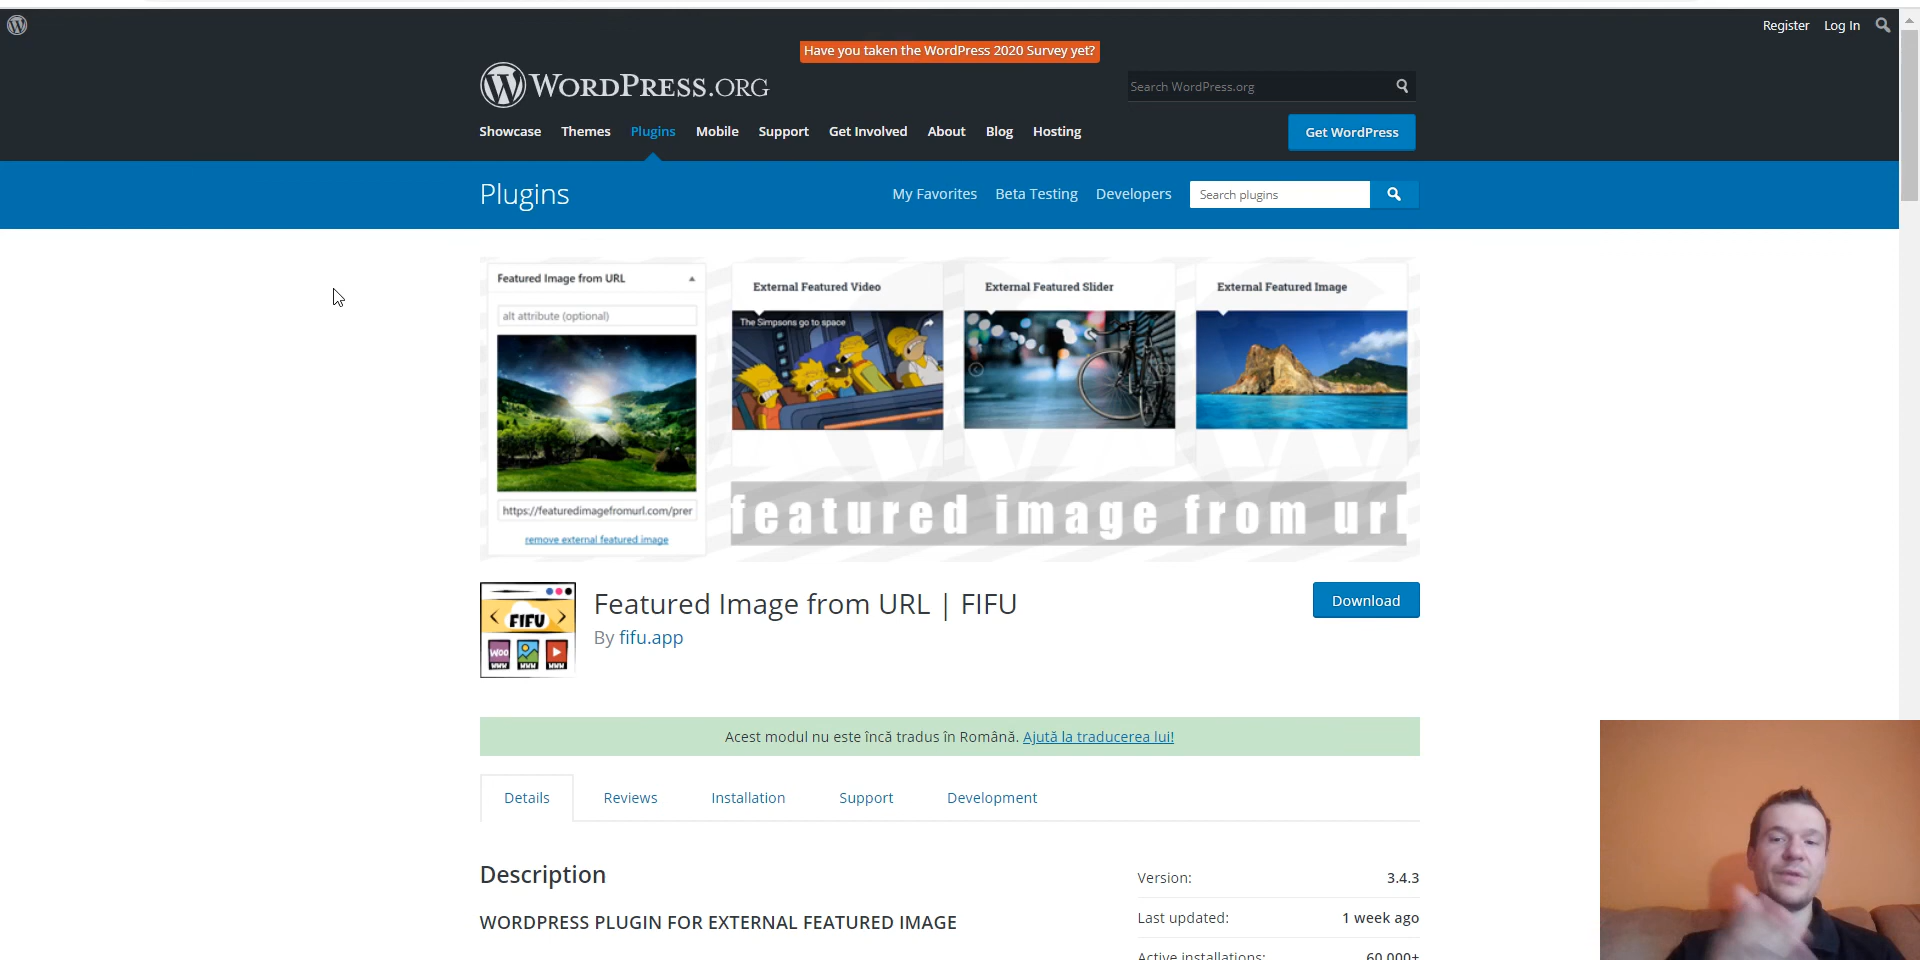 Register
Log In
Have you taken the WordPress 2020 Survey yet?
WORDPRESS.ORG
Search WordPress.org
Showcase
Themes
Plugins
Mobile
Support
Get Involved
About
Blog
Hosting
Get WordPress
Plugins
My Favorites
Beta Testing
Developers
Search plugins
Featured Image from URL
alt attribute (optional)
https://featuredimagefromurl.com/prer
remove external featured image
External Featured Video
The Simpsons go to space
External Featured Slider
External Featured Image
featured image from url
FIFU
WOO
Featured Image from URL | FIFU
By fifu.app
Download
Acest modul nu este încă tradus în Română. Ajută la traducerea lui!
Details
Reviews
Installation
Support
Development
Description
WORDPRESS PLUGIN FOR EXTERNAL FEATURED IMAGE
Version: 3.4.3
Last updated: 1 week ago
Active installations: 60,000+